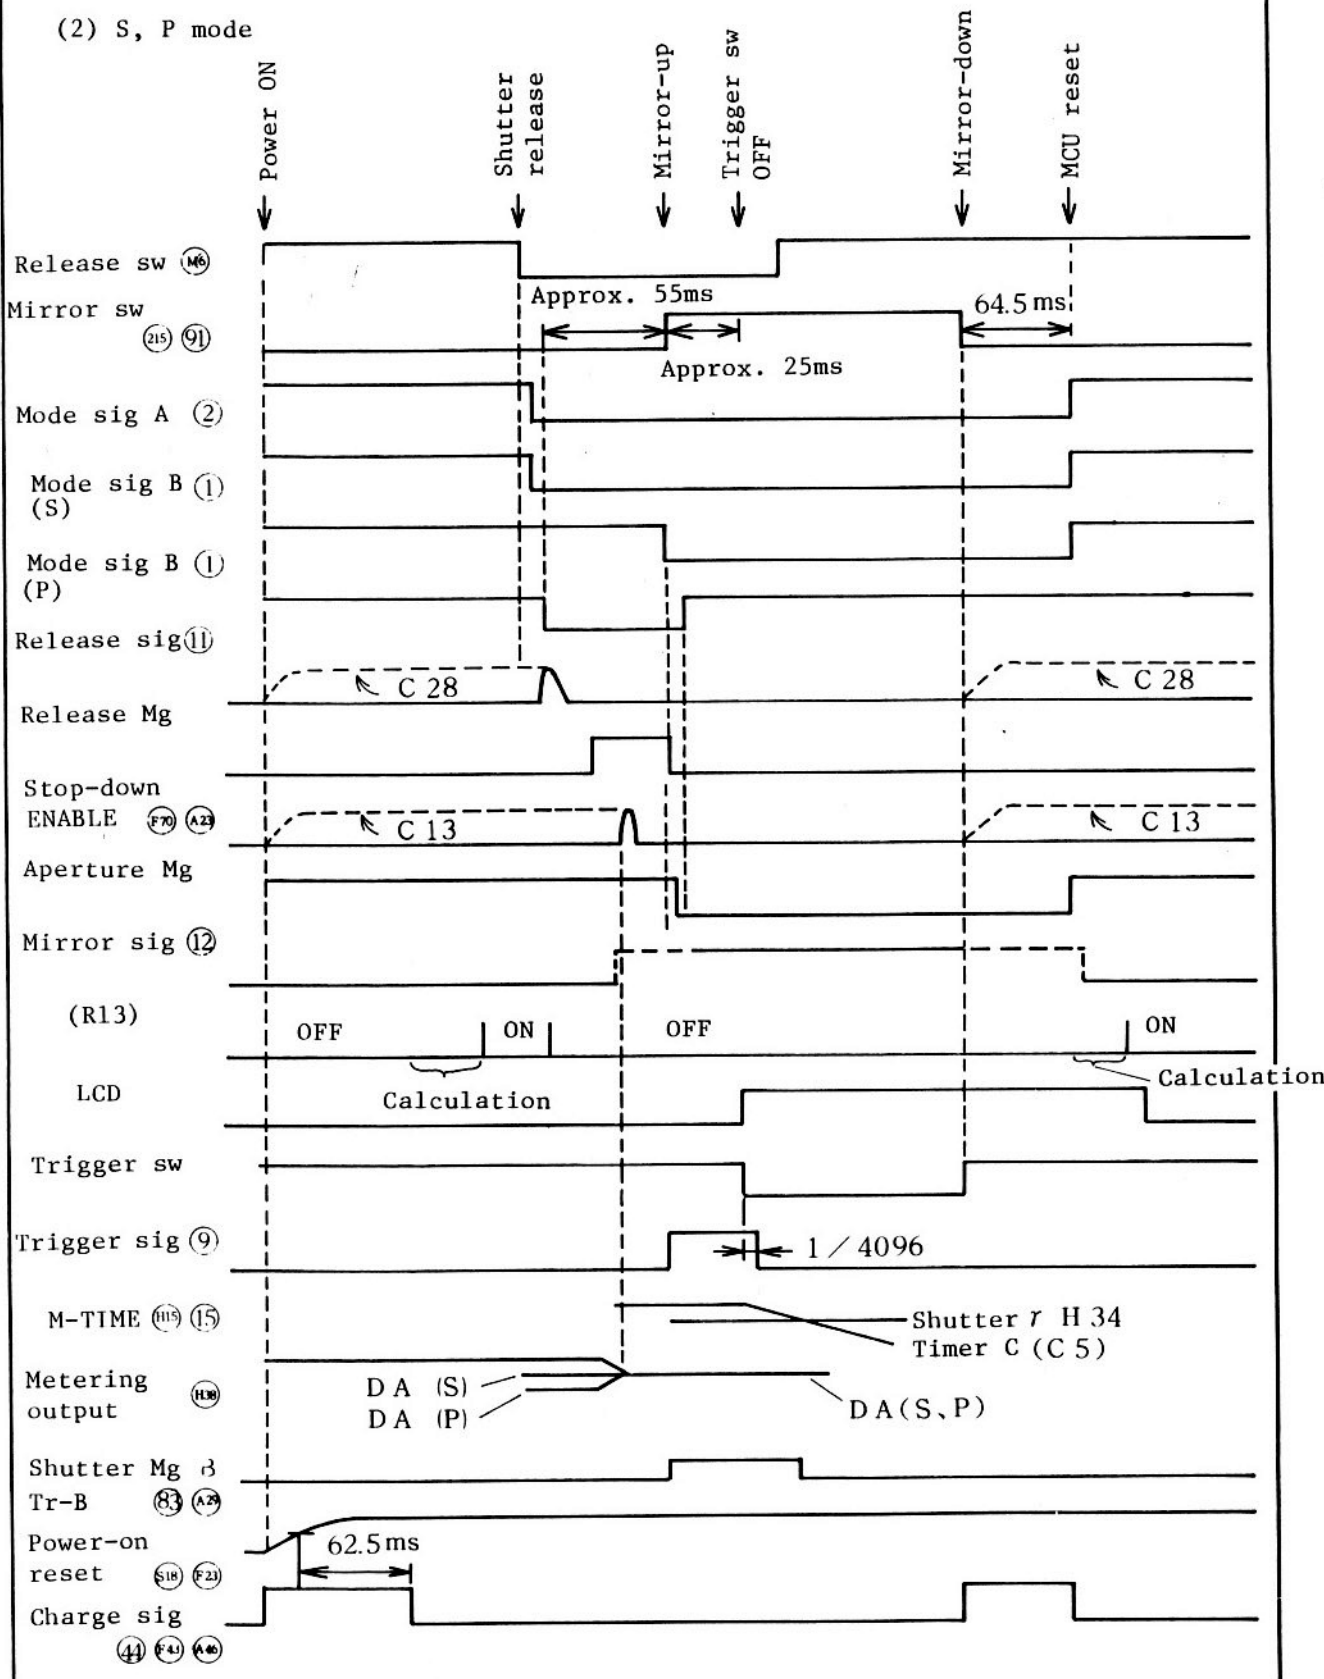 (2) S, P mode
Power ON
Shutter
release
Mirror-up
Trigger sw
OFF
Mirror-down
MCU reset
Release sw M6
Approx. 55ms
Mirror sw
215 91
64.5 ms
Approx. 25ms
Mode sig A 2
Mode sig B 1
(S)
Mode sig B 1
(P)
Release sig 11
C 28
C 28
Release Mg
Stop-down
ENABLE F70 A23
C 13
C 13
Aperture Mg
Mirror sig 12
(R13)
OFF
ON
OFF
ON
LCD
Calculation
Calculation
Trigger sw
Trigger sig 9
1/4096
M-TIME H15 15
Shutter r H 34
Timer C (C 5)
Metering
output H38
D A (S)
D A (P)
D A (S、P)
Shutter Mg B
Tr-B 83 A29
Power-on
reset S18 F23
62.5 ms
Charge sig
44 A46